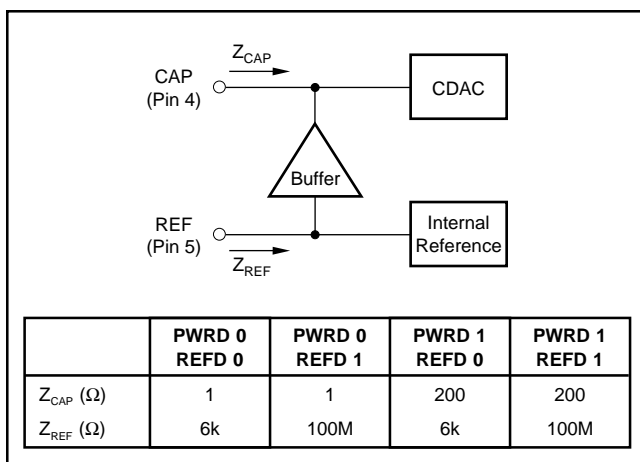 Z_CAP
CAP
(Pin 4)
CDAC
Buffer
REF
(Pin 5)
Z_REF
Internal
Reference
PWRD 0 REFD 0 | PWRD 0 REFD 1 | PWRD 1 REFD 0 | PWRD 1 REFD 1
Z_CAP (Ω) 1 1 200 200
Z_REF (Ω) 6k 100M 6k 100M